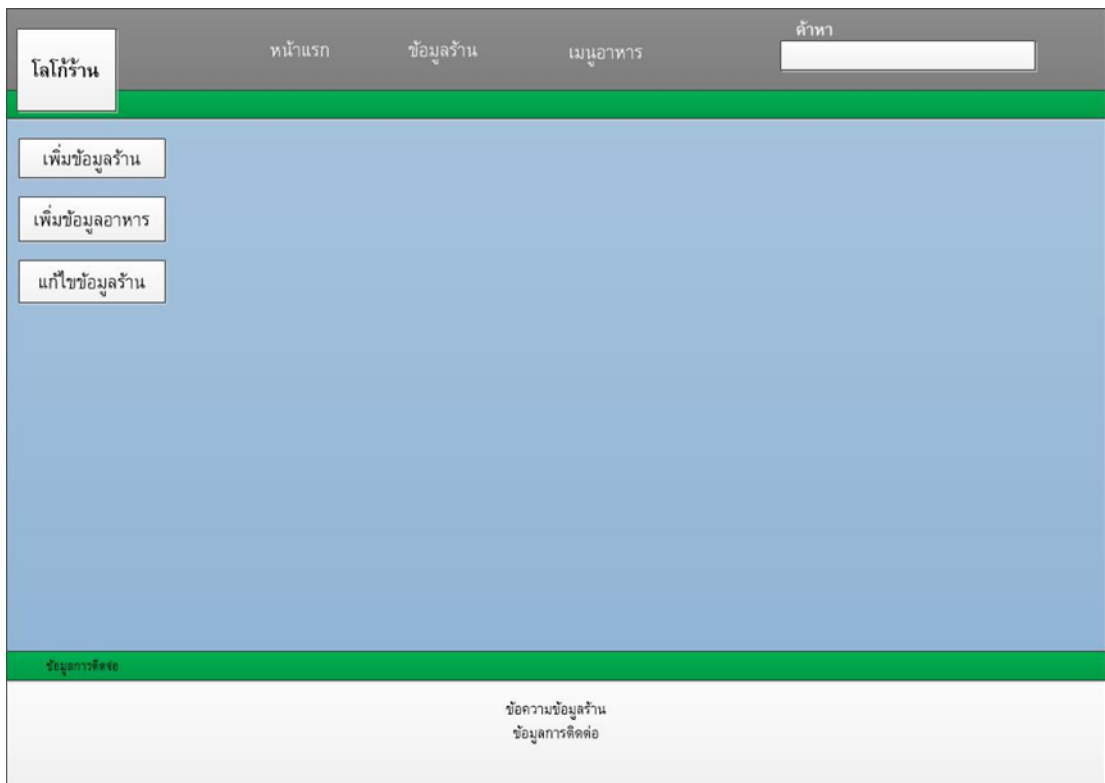 โลโก้ร้าน
หน้าแรก
ข้อมูลร้าน
เมนูอาหาร
ค้าหา
เพิ่มข้อมูลร้าน
เพิ่มข้อมูลอาหาร
แก้ไขข้อมูลร้าน
ข้อมูลการติดต่อ
ข้อความข้อมูลร้าน
ข้อมูลการติดต่อ